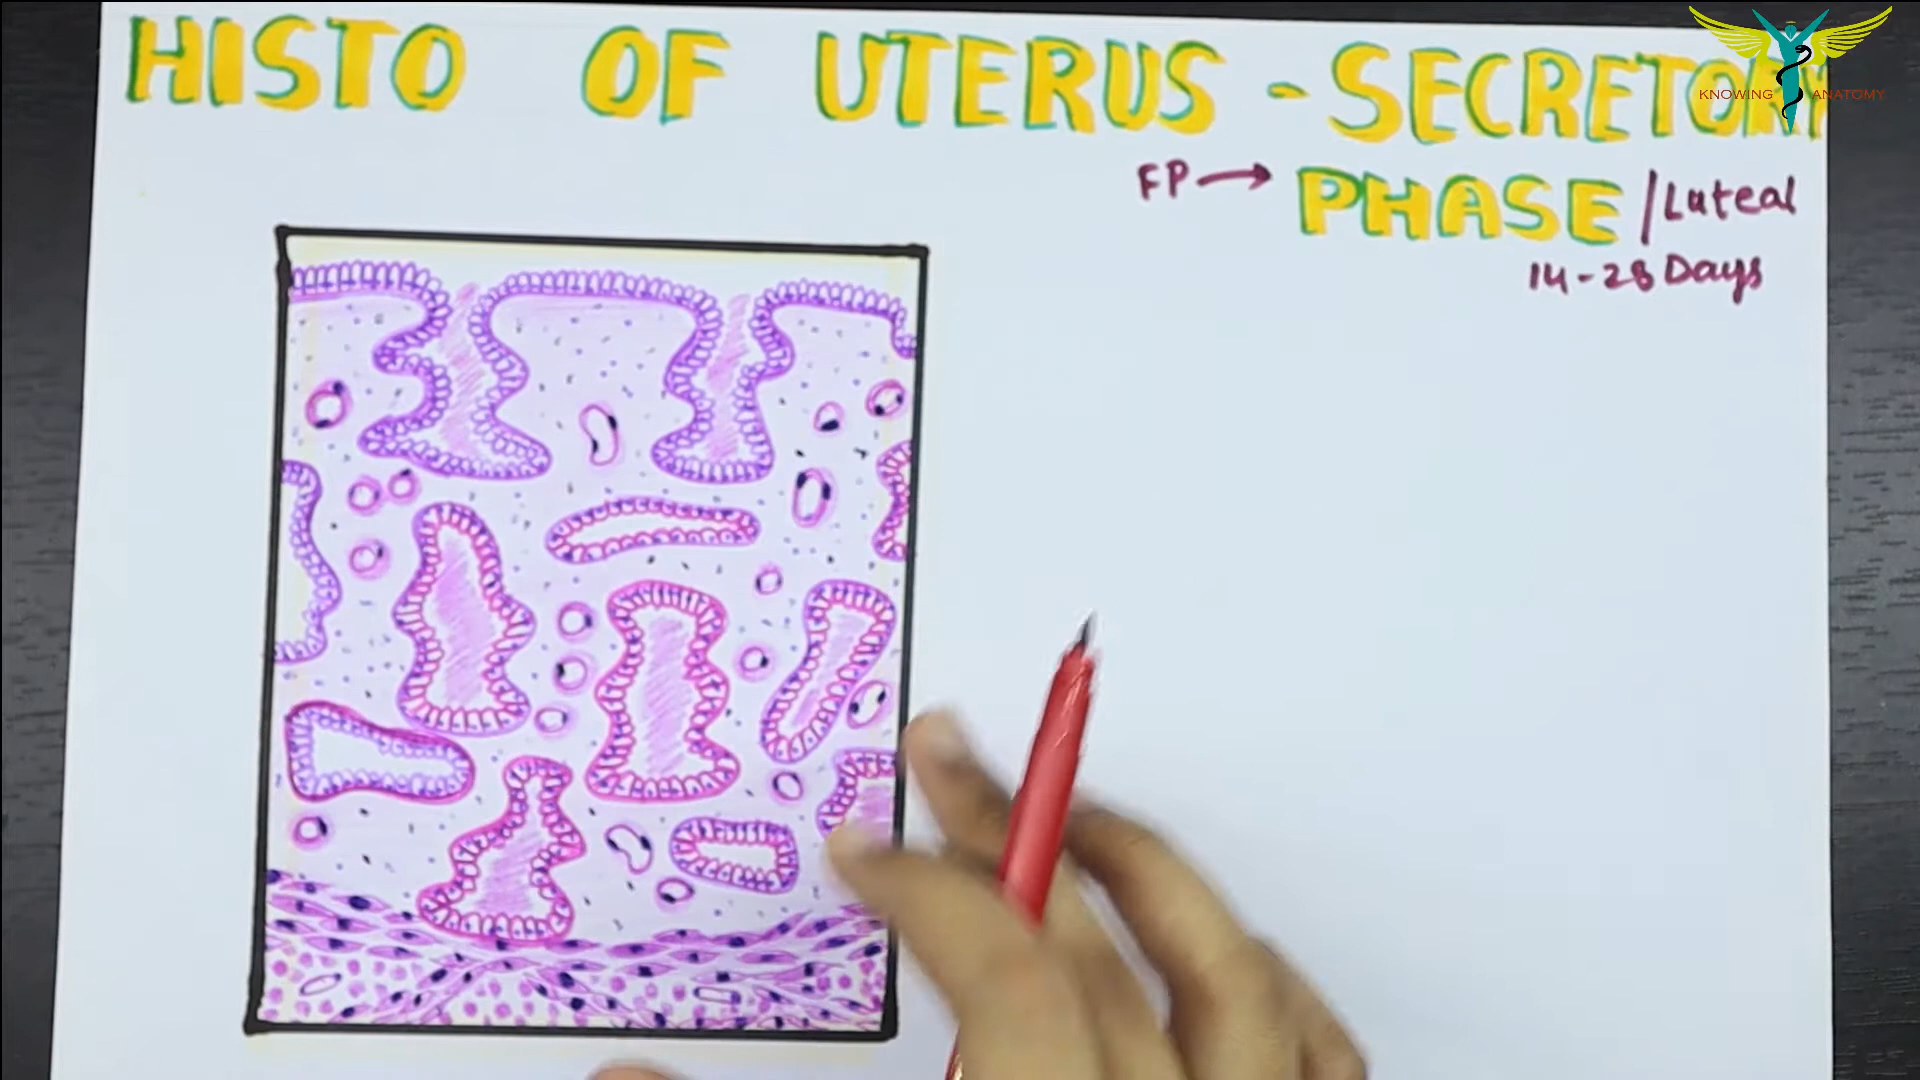 HISTO OF UTERUS - SECRETORY
KNOWING ANATOMY
FP → PHASE / Luteal
14-28 Days